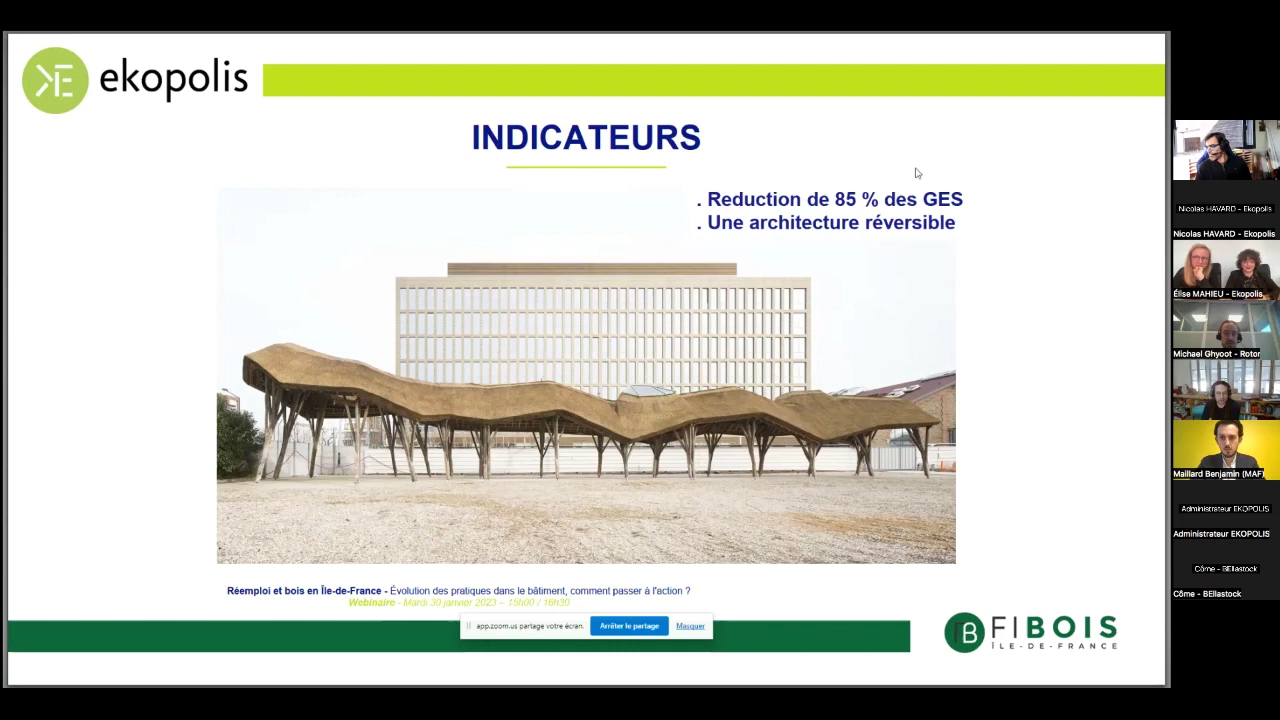 ekopolis
INDICATEURS
. Reduction de 85 % des GES
. Une architecture réversible
Réemploi et bois en Île-de-France - Évolution des pratiques dans le bâtiment, comment passer à l'action ?
Webinaire - Mardi 30 janvier 2023 – 15h00 / 16h30
app.zoom.us partage votre écran.
Arrêter le partage
Masquer
FIBOIS
ÎLE-DE-FRANCE
Nicolas HAVARD - Ekopolis
Nicolas HAVARD - Ekopolis
Élise MAHIEU - Ekopolis
Michael Ghyoot - Rotor
Maillard Benjamin (MAF)
Administrateur EKOPOLIS
Administrateur EKOPOLIS
Côme - BEllastock
Côme - BEllastock